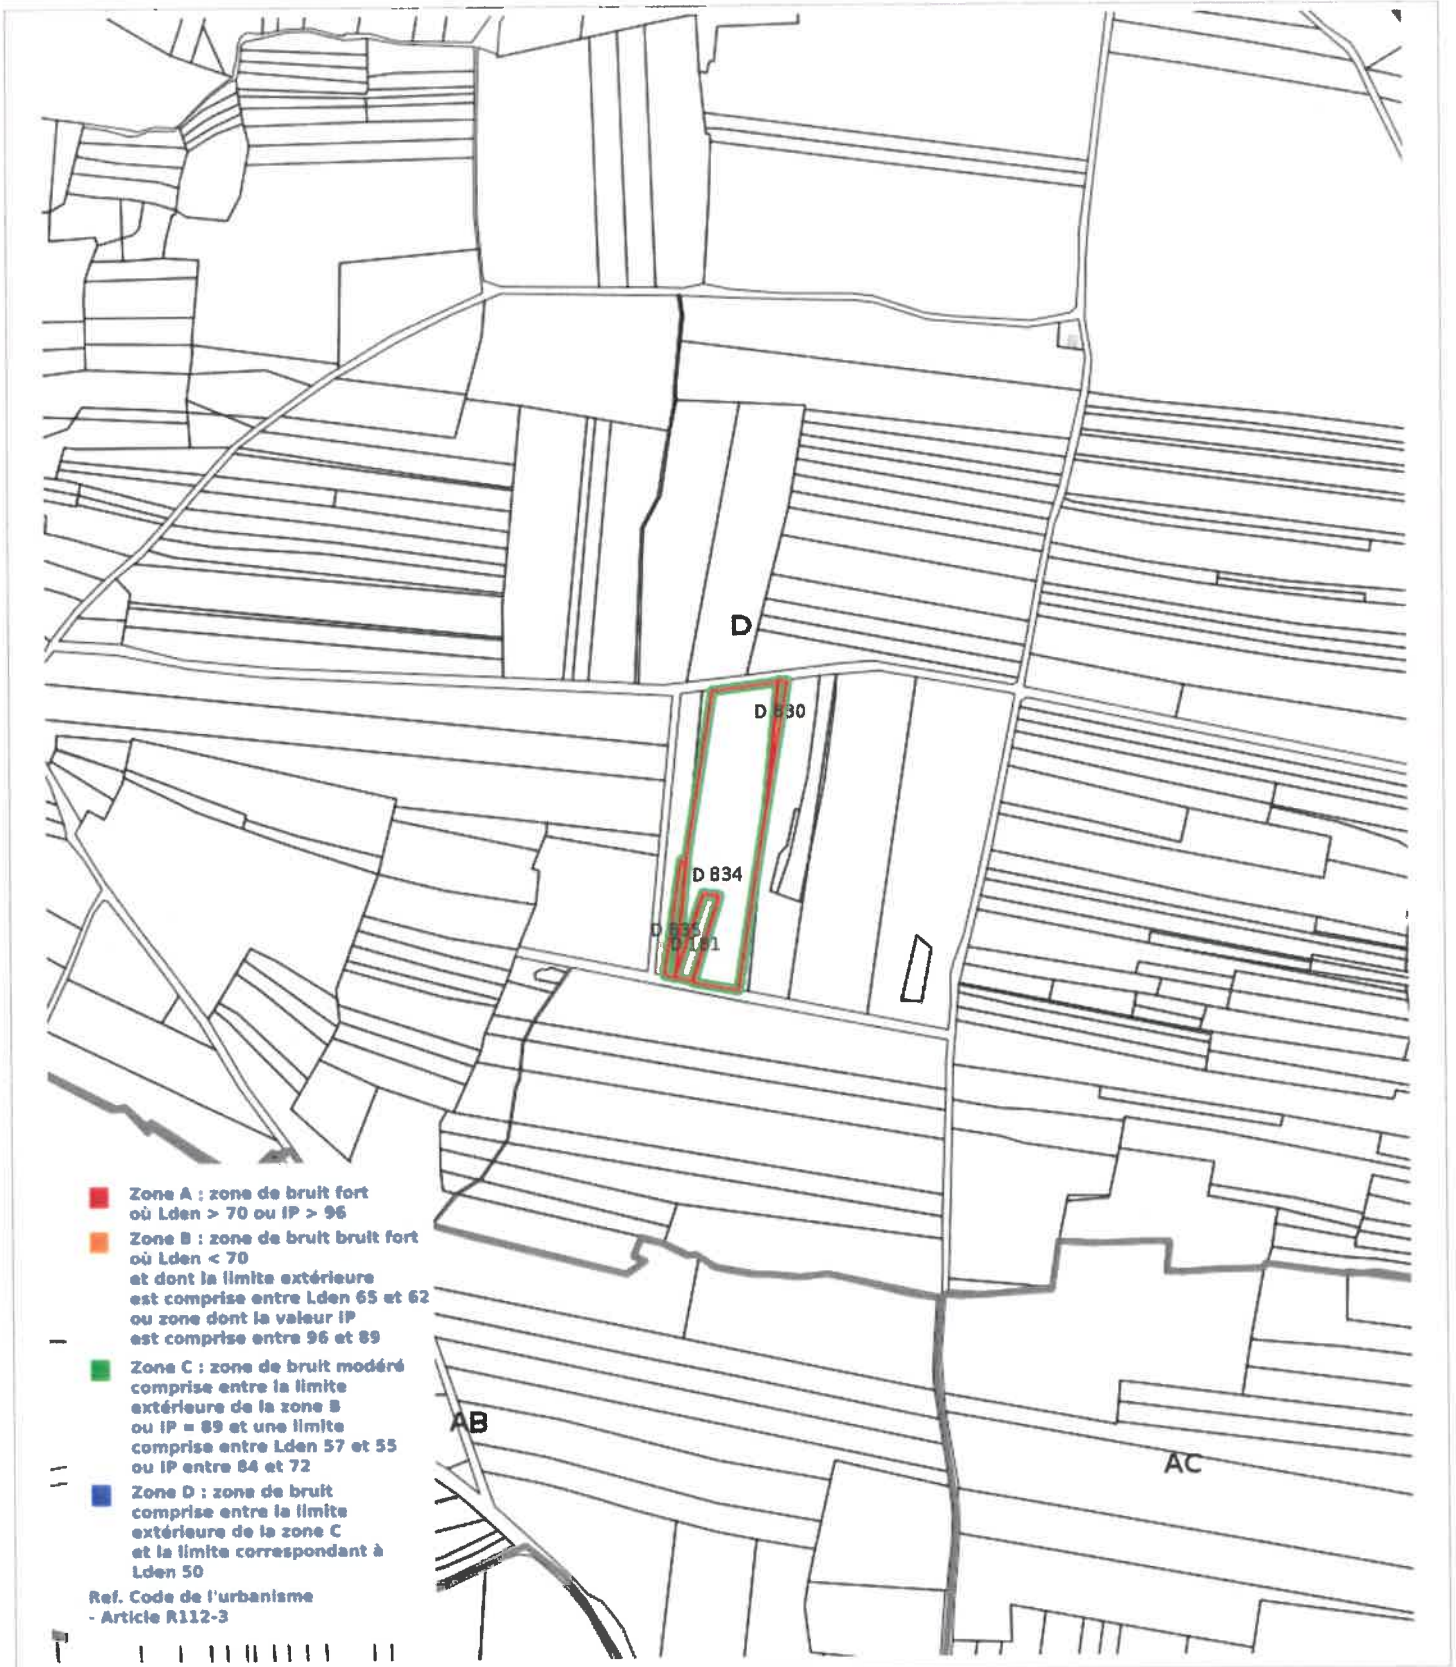 D
D 830
D 834
D 835
D 181
Zone A : zone de bruit fort
où Lden > 70 ou IP > 96
Zone B : zone de bruit bruit fort
où Lden < 70
et dont la limite extérieure
est comprise entre Lden 65 et 62
ou zone dont la valeur IP
est comprise entre 96 et 89
Zone C : zone de bruit modéré
comprise entre la limite
extérieure de la zone B
ou IP = 89 et une limite
comprise entre Lden 57 et 55
ou IP entre 84 et 72
AB
AC
Zone D : zone de bruit
comprise entre la limite
extérieure de la zone C
et la limite correspondant à
Lden 50
Ref. Code de l'urbanisme
- Article R112-3